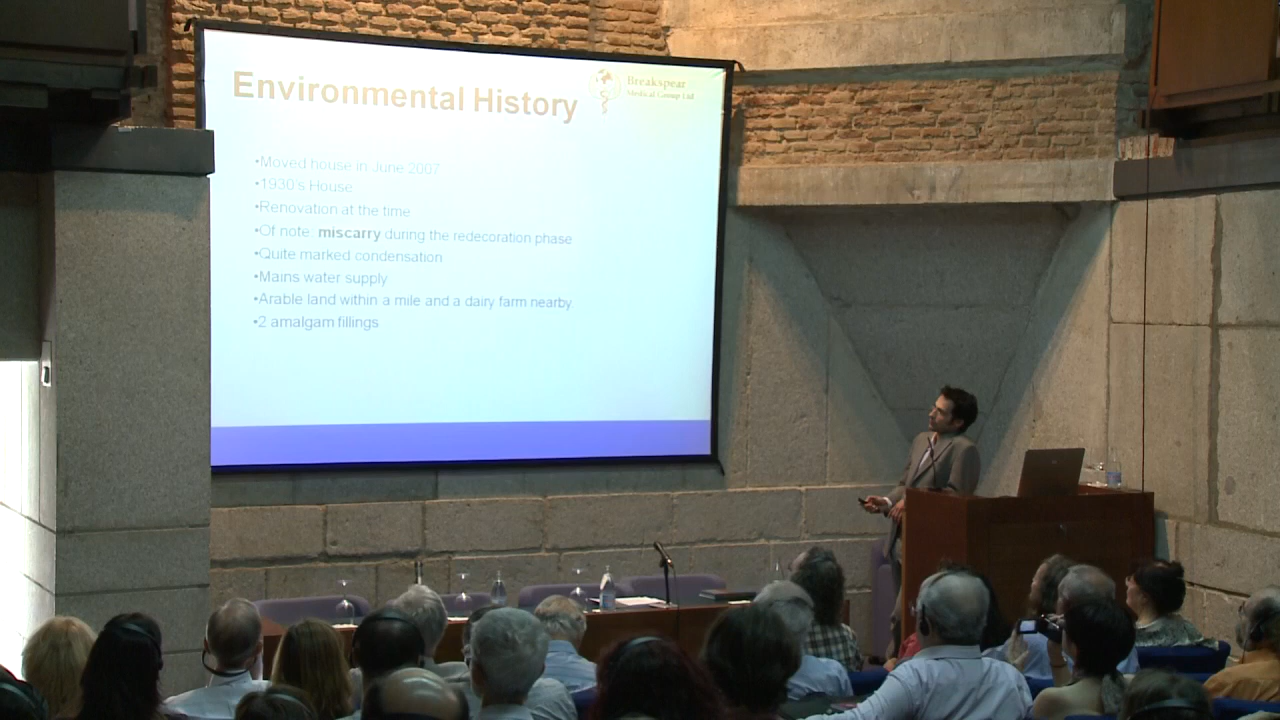 Environmental History
Breakspear
Medical Group Ltd
•Moved house in June 2007
•1930's House
•Renovation at the time
•Of note: miscarry during the redecoration phase
•Quite marked condensation
•Mains water supply
•Arable land within a mile and a dairy farm nearby.
•2 amalgam fillings